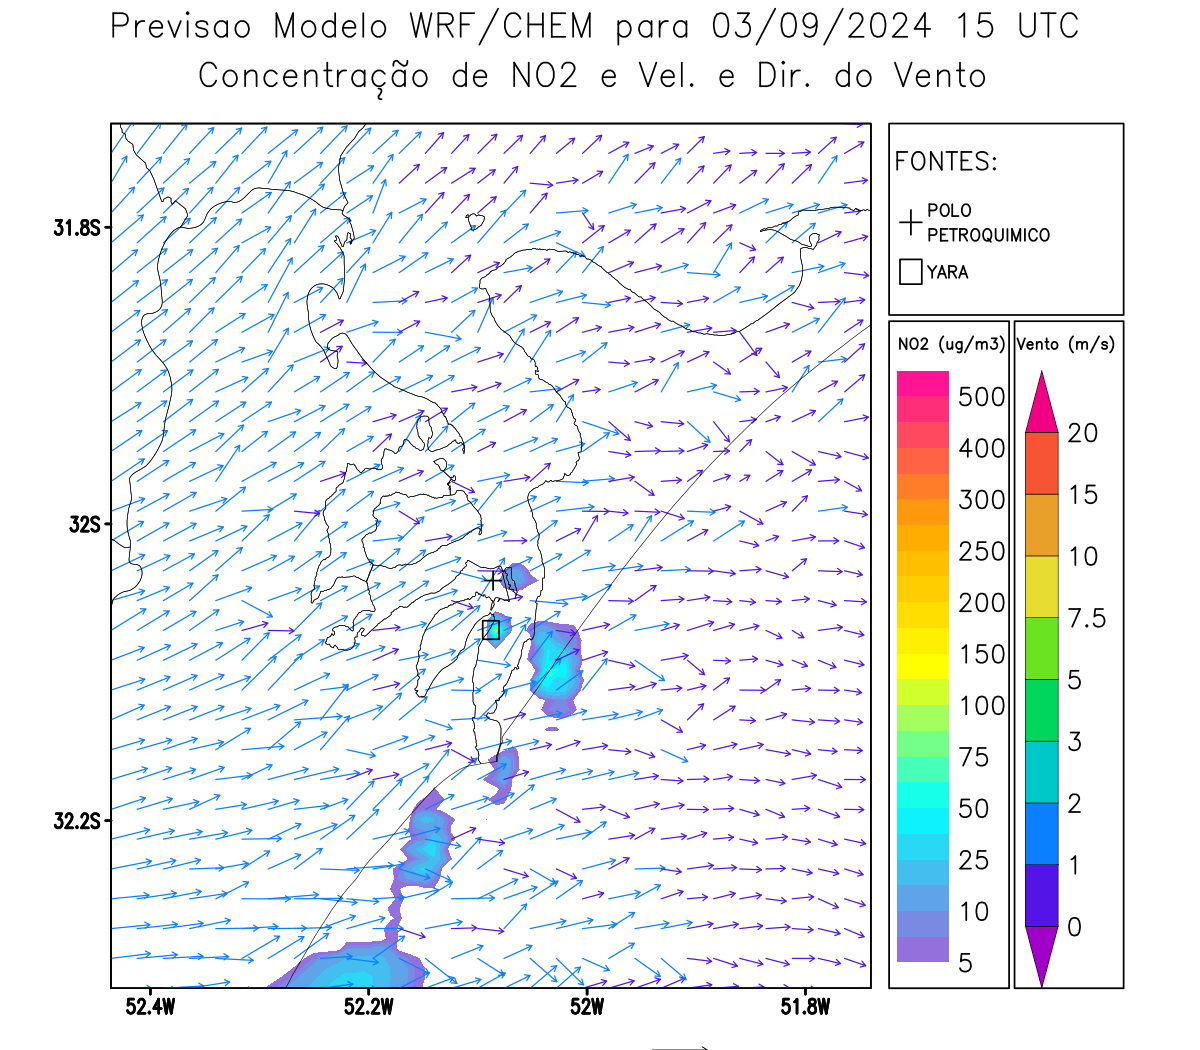 Previsao Modelo WRF/CHEM para 03/09/2024 15 UTC
Concentração de NO2 e Vel. e Dir. do Vento
FONTES:
POLO
PETROQUIMICO
YARA
31.8S
32S
32.2S
52.4W
52.2W
52W
51.8W
NO2 (ug/m3)
500
400
300
250
200
150
100
75
50
25
10
5
Vento (m/s)
20
15
10
7.5
5
3
2
1
0